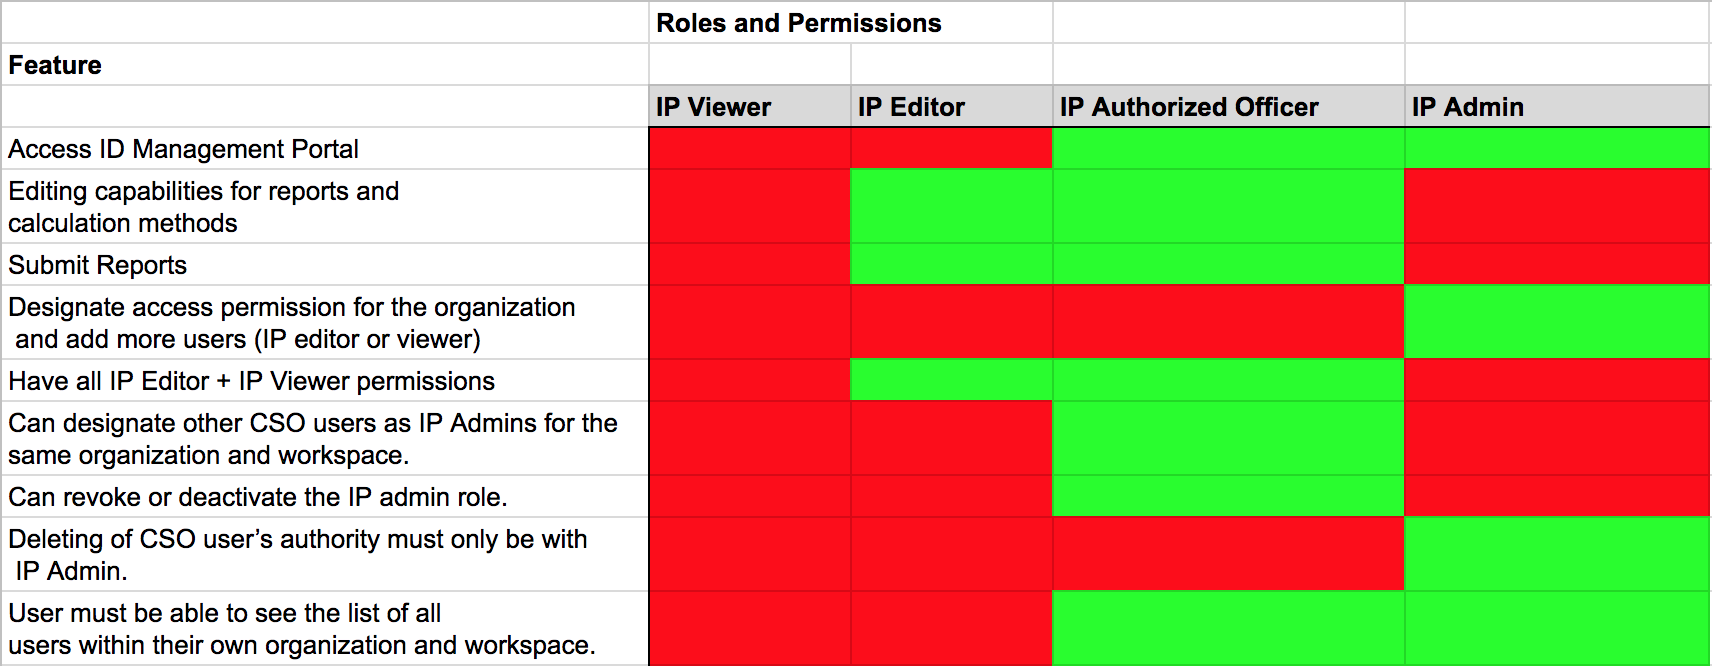 Roles and Permissions
Feature
IP Viewer IP Editor IP Authorized Officer IP Admin
Access ID Management Portal
Editing capabilities for reports and
calculation methods
Submit Reports
Designate access permission for the organization
and add more users (IP editor or viewer)
Have all IP Editor + IP Viewer permissions
Can designate other CSO users as IP Admins for the
same organization and workspace.
Can revoke or deactivate the IP admin role.
Deleting of CSO user’s authority must only be with
IP Admin.
User must be able to see the list of all
users within their own organization and workspace.